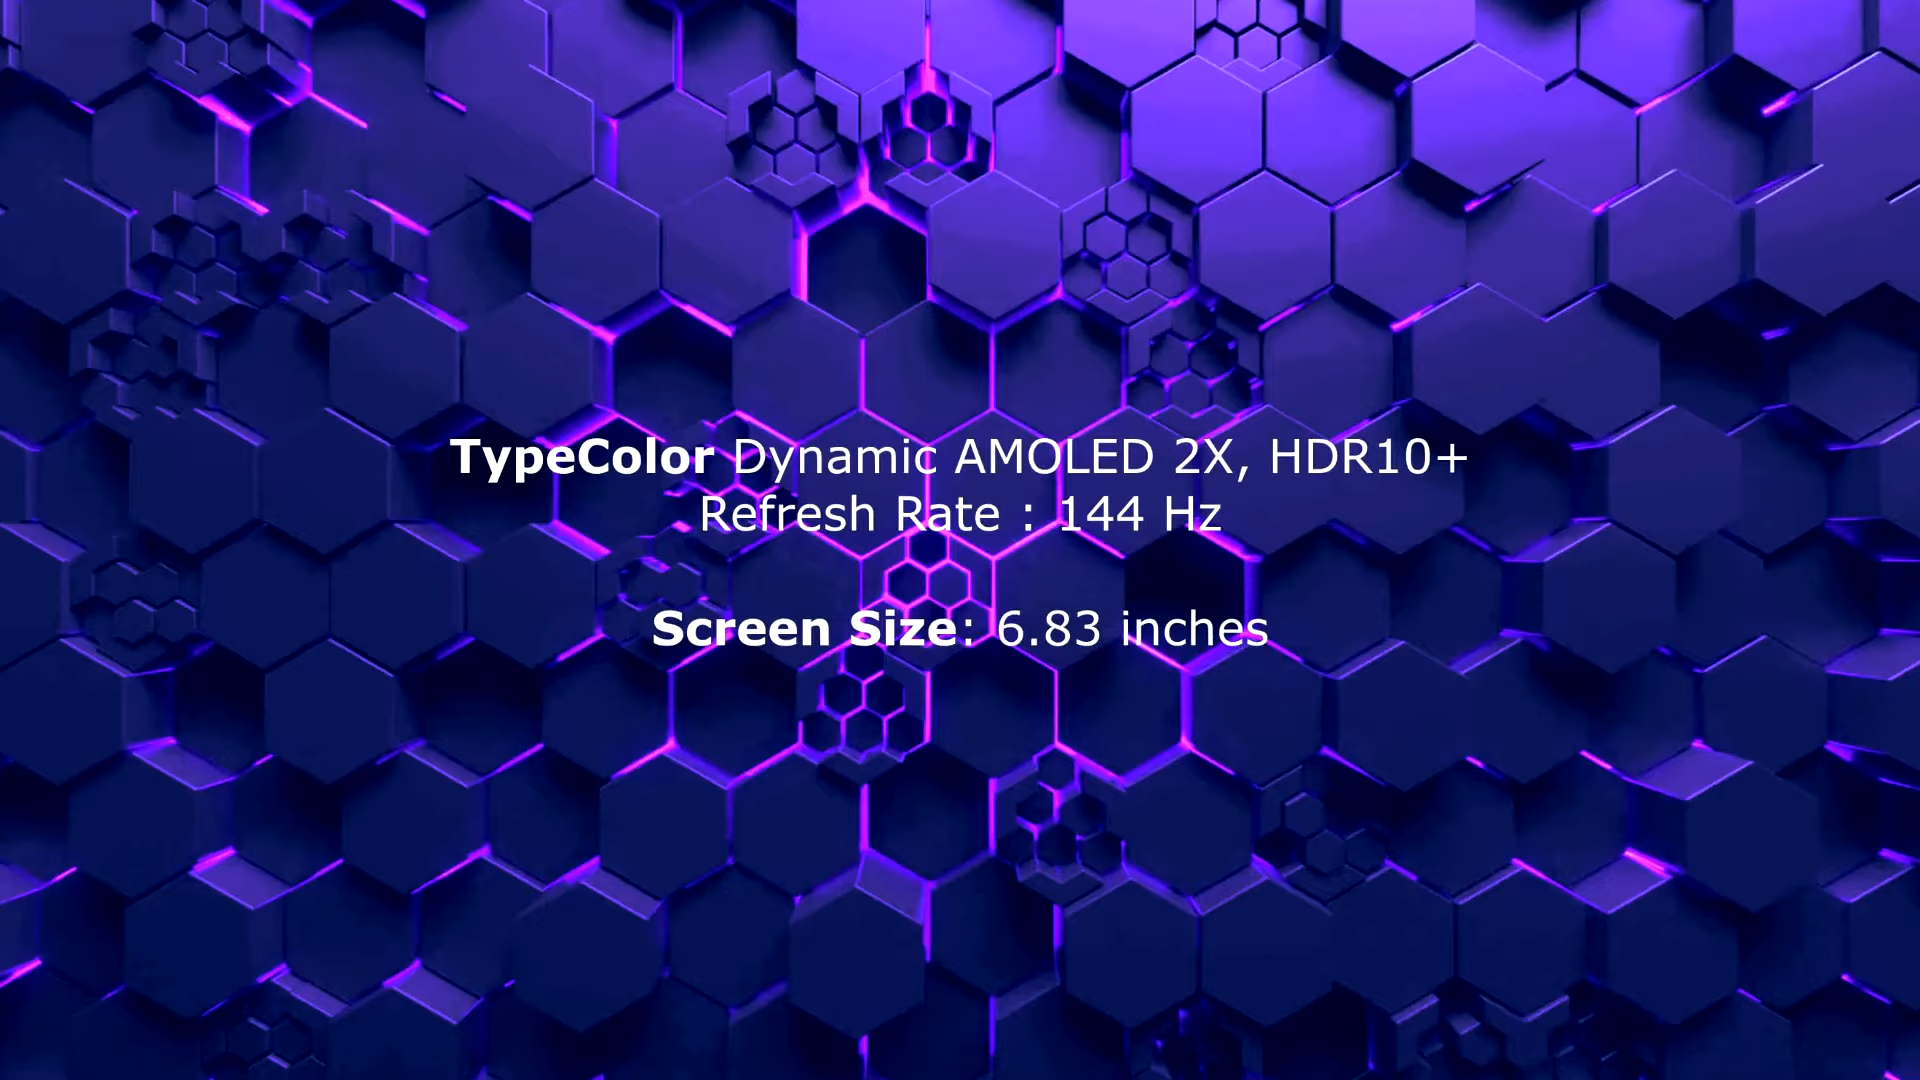 TypeColor Dynamic AMOLED 2X, HDR10+
Refresh Rate : 144 Hz
Screen Size: 6.83 inches